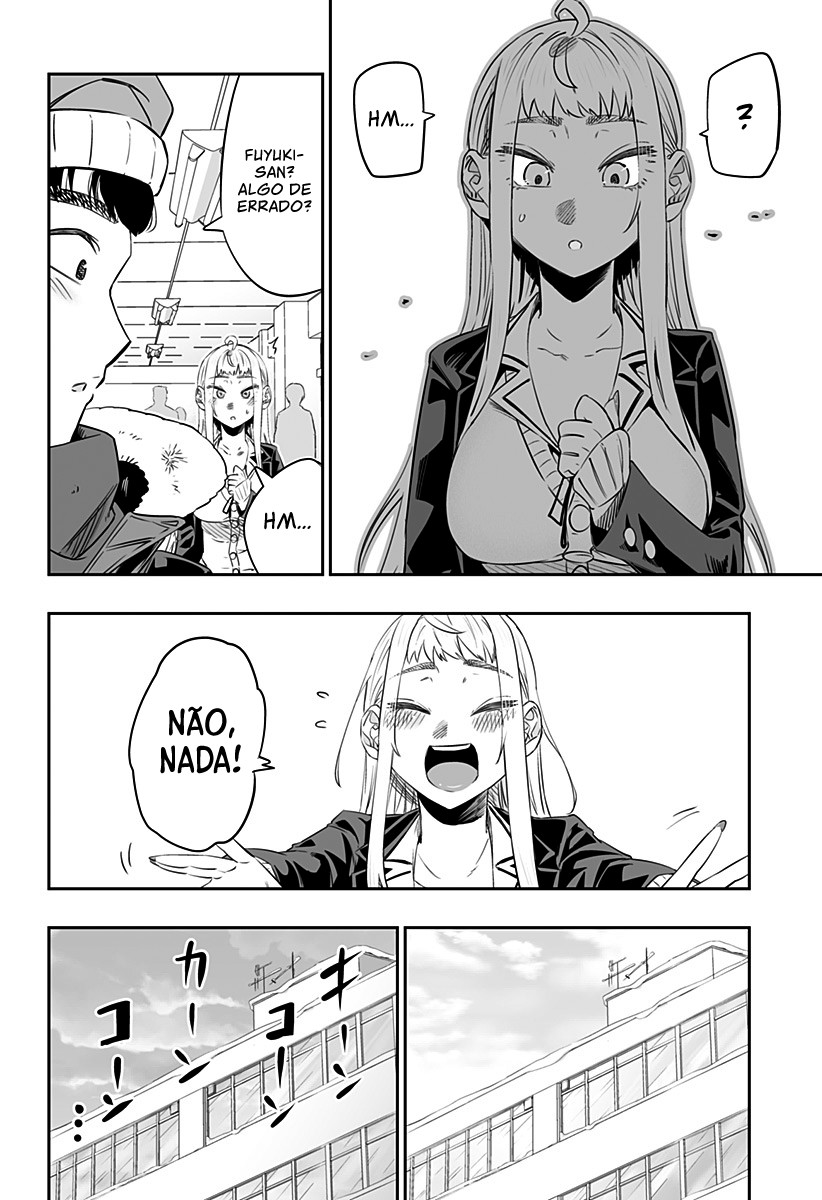 ?
HM...
FUYUKI-
SAN?
ALGO DE
ERRADO?
HM...
NÃO,
NADA!
キーン
コーン
カーン
コーン…